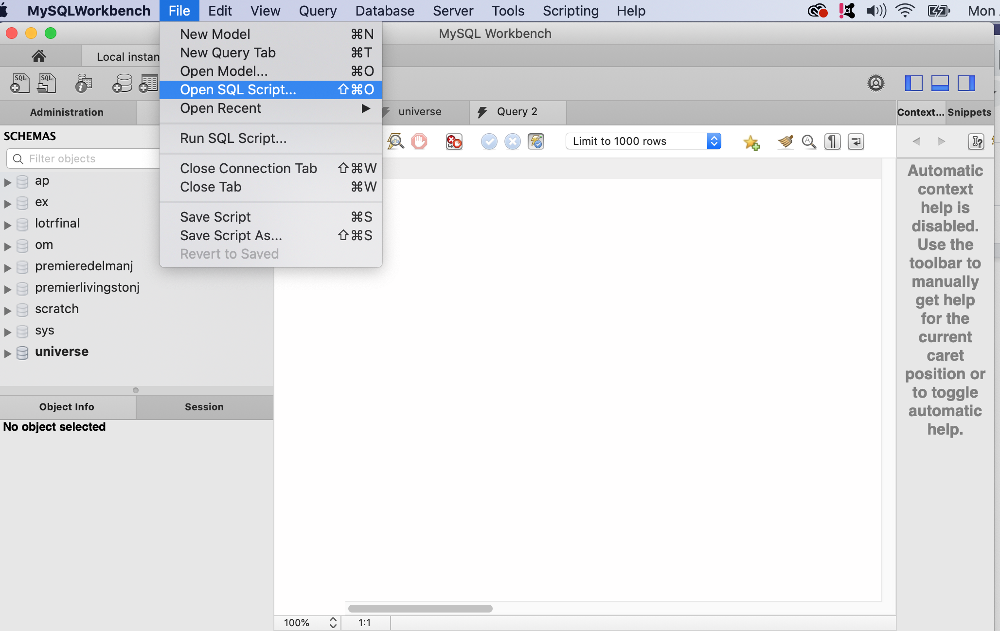 MySQLWorkbench File Edit View Query Database Server Tools Scripting Help Mon
MySQL Workbench
Local instan
New Model ⌘N
New Query Tab ⌘T
Open Model... ⌘O
Open SQL Script... ⇧⌘O
Open Recent ▶
Run SQL Script...
Close Connection Tab ⇧⌘W
Close Tab ⌘W
Save Script ⌘S
Save Script As... ⇧⌘S
Revert to Saved
SQL SQL
Administration
universe Query 2
Context... Snippets
SCHEMAS
Filter objects
Limit to 1000 rows
ap
ex
lotrfinal
om
premieredelmanj
premierlivingstonj
scratch
sys
universe
Object Info Session
No object selected
Automatic
context
help is
disabled.
Use the
toolbar to
manually
get help
for the
current
caret
position or
to toggle
automatic
help.
100% 1:1